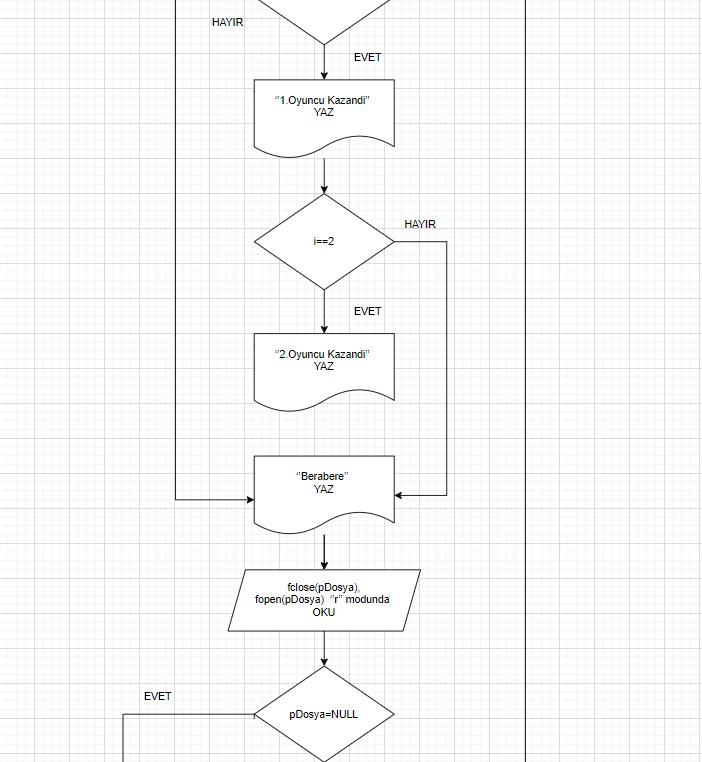 HAYIR
EVET
“1.Oyuncu Kazandi”
YAZ
HAYIR
i==2
EVET
“2.Oyuncu Kazandi”
YAZ
“Berabere”
YAZ
fclose(pDosya),
fopen(pDosya) “r” modunda
OKU
EVET
pDosya=NULL